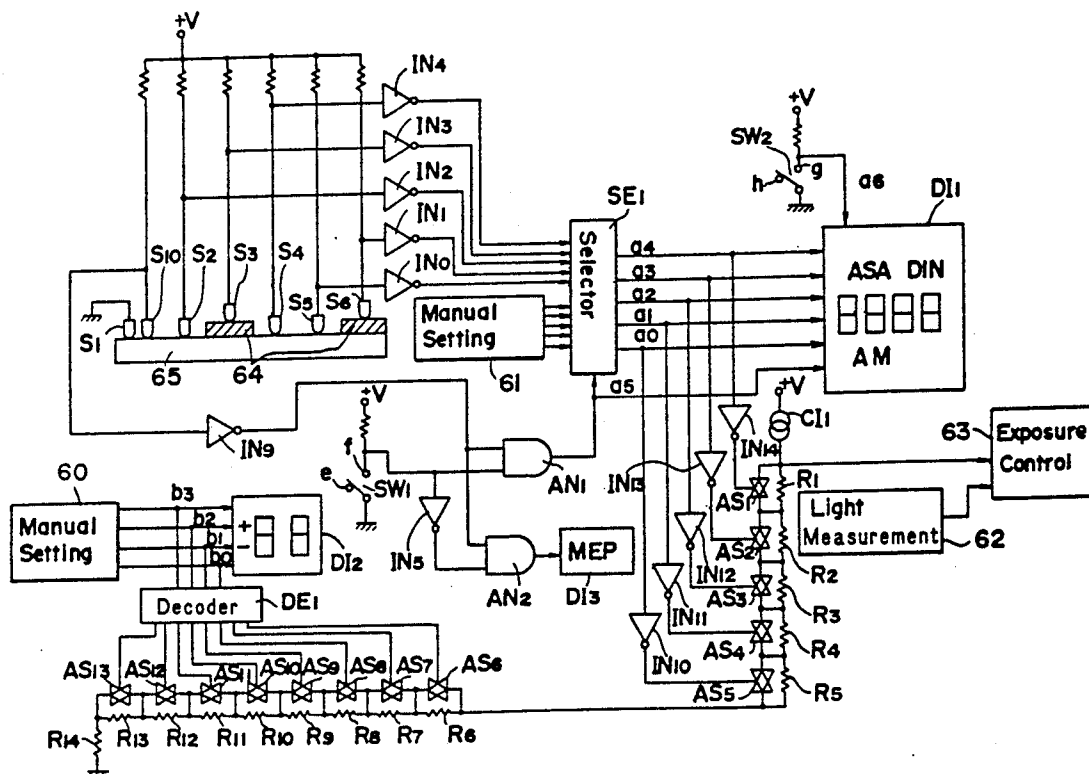 +V
IN4
IN3
IN2
IN1
IN0
S10
S2
S3
S4
S5
S6
S1
65
64
Manual
Setting
61
SE1
Selector
a4
a3
a2
a1
a0
a5
+V
SW2
g
h
a6
DI1
ASA DIN
AM
IN9
+V
f
e
SW1
IN5
AN1
AN2
MEP
DI3
60
Manual
Setting
b3
b2
b1
b0
+
-
DI2
Decoder
DE1
+V
CI1
IN14
IN13
IN12
IN11
IN10
AS1
AS2
AS3
AS4
AS5
R1
R2
R3
R4
R5
63
Exposure
Control
Light
Measurement
62
AS13
AS12
AS11
AS10
AS9
AS8
AS7
AS6
R14
R13
R12
R11
R10
R9
R8
R7
R6